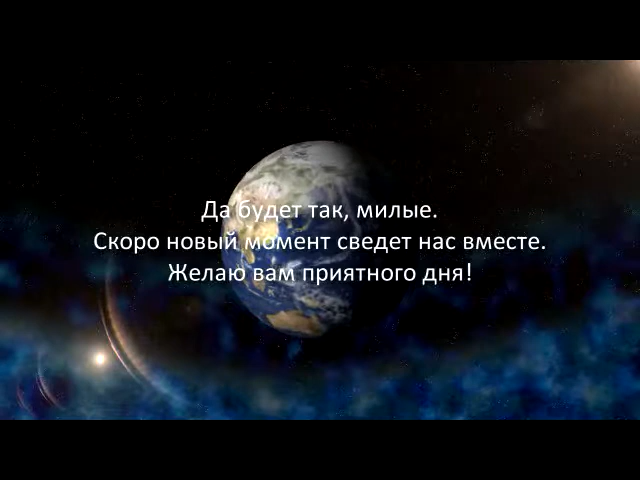 Да будет так, милые.
Скоро новый момент сведет нас вместе.
Желаю вам приятного дня!